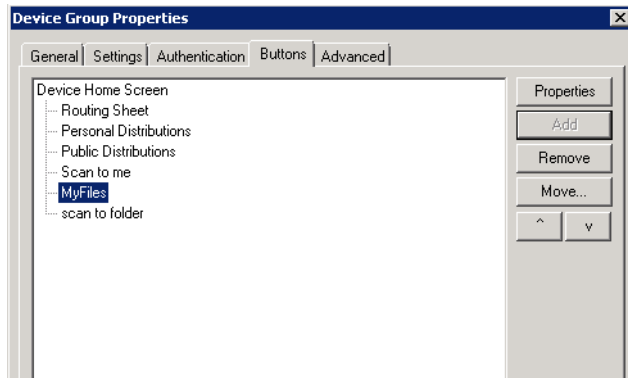 Device Group Properties
General Settings Authentication Buttons Advanced
Device Home Screen
Routing Sheet
Personal Distributions
Public Distributions
Scan to me
MyFiles
scan to folder
Properties
Add
Remove
Move...
^ v